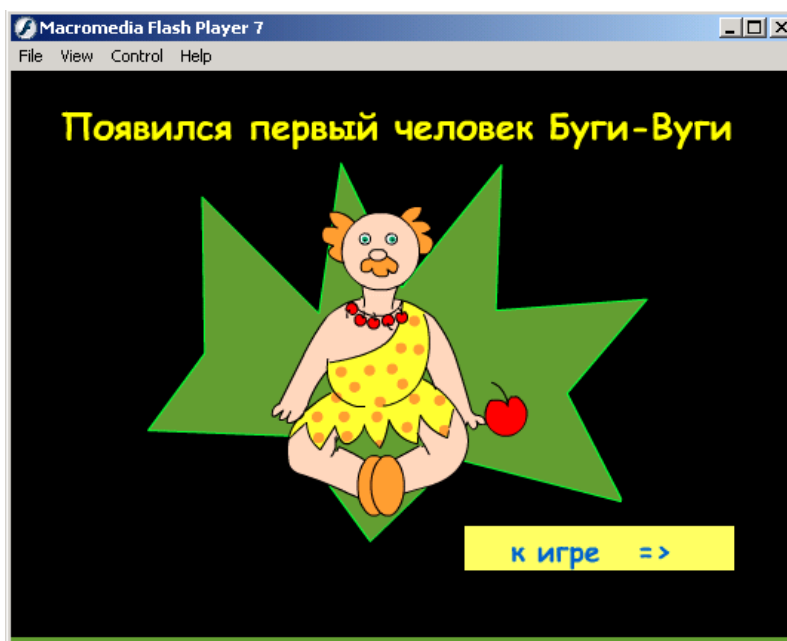 Macromedia Flash Player 7
File View Control Help
Появился первый человек Буги-Вуги
к игре =>